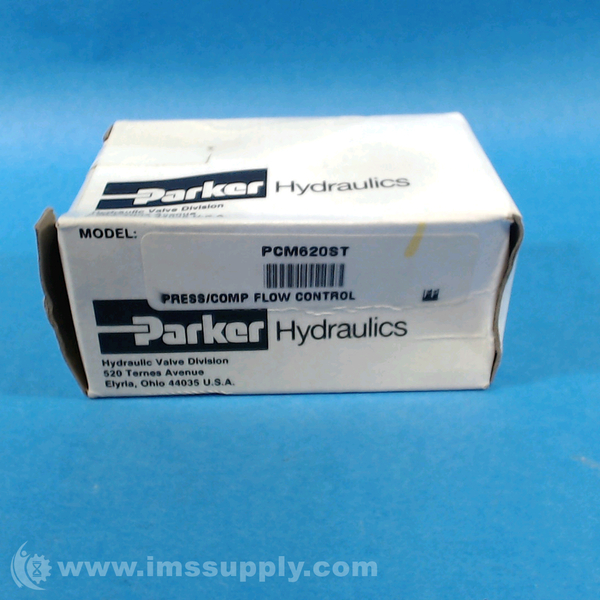 Parker Hydraulics
Hydraulic Valve Division
MODEL:
PCM620ST
PRESS/COMP FLOW CONTROL
Parker Hydraulics
Hydraulic Valve Division
520 Ternes Avenue
Elyria, Ohio 44035 U.S.A.
www.imssupply.com